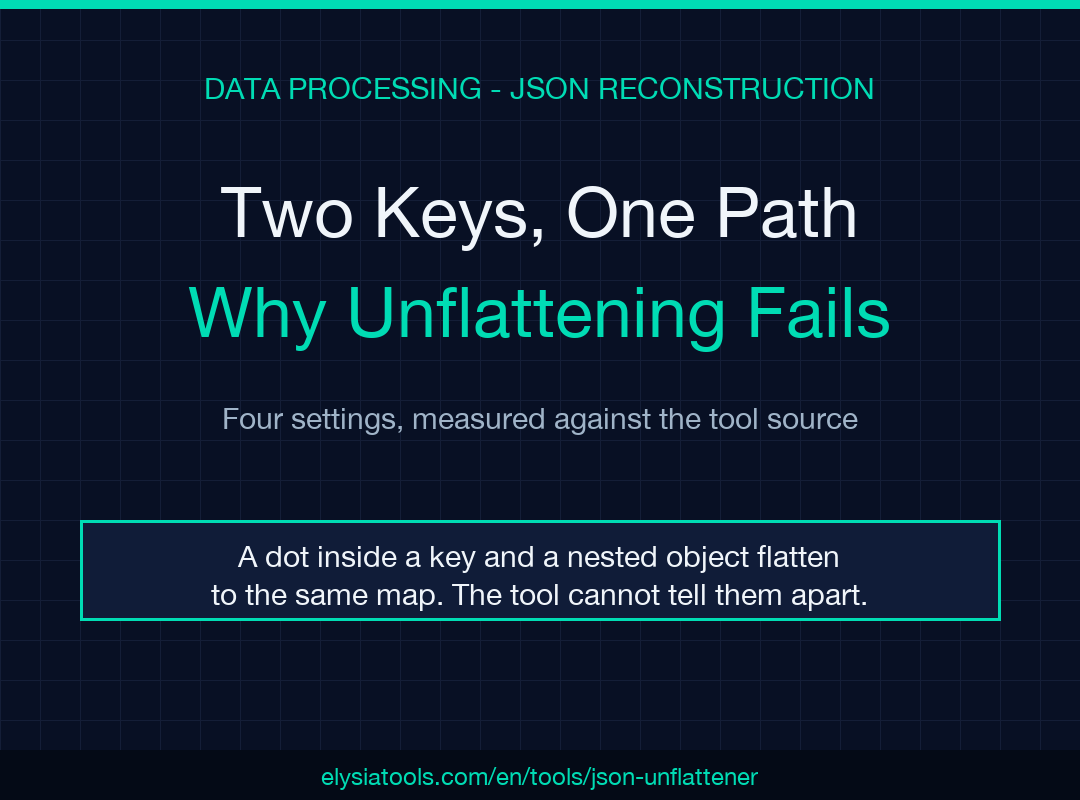 DATA PROCESSING - JSON RECONSTRUCTION
Two Keys, One Path
Why Unflattening Fails
Four settings, measured against the tool source
A dot inside a key and a nested object flatten
to the same map. The tool cannot tell them apart.
elysiatools.com/en/tools/json-unflattener